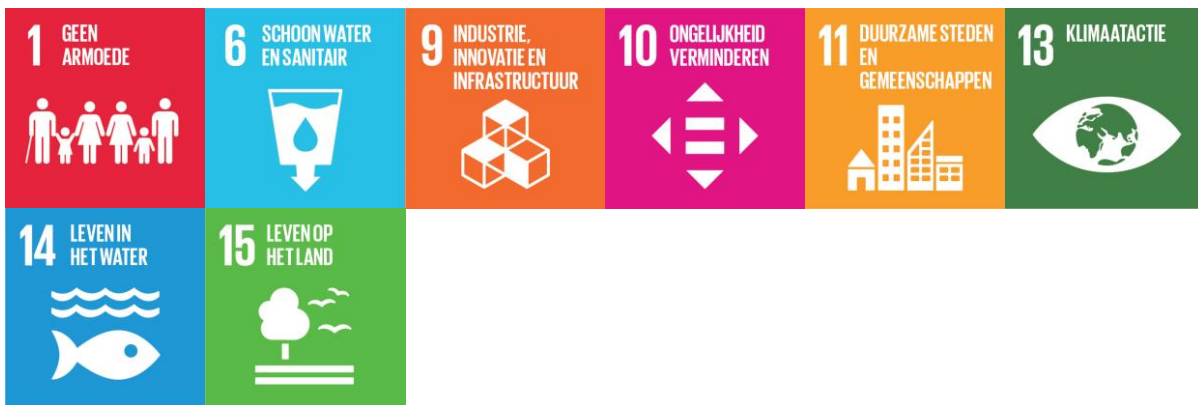 1 GEEN
ARMOEDE
6 SCHOON WATER
EN SANITAIR
9 INDUSTRIE,
INNOVATIE EN
INFRASTRUCTUUR
10 ONGELIJKHEID
VERMINDEREN
11 DUURZAME STEDEN
EN
GEMEENSCHAPPEN
13 KLIMAATACTIE
14 LEVEN IN
HET WATER
15 LEVEN OP
HET LAND